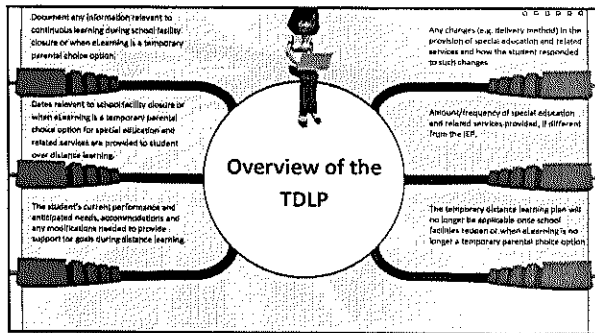 Document any information relevant to
continuous learning during school facility
closure or when eLearning is a temporary
parental choice option.
Dates relevant to school facility closure or
when eLearning is a temporary parental
choice option for special education and
related services are provided to student
over distance learning.
The student's current performance and
anticipated needs, accommodations and
any modifications needed to provide
support for goals during distance learning.
Overview of the
TDLP
Any changes (e.g. delivery method) in the
provision of special education and related
services and how the student responded
to such changes
Amount/frequency of special education
and related services provided, if different
from the IEP.
The temporary distance learning plan will
no longer be applicable once school
facilities reopen or when eLearning is no
longer a temporary parental choice option